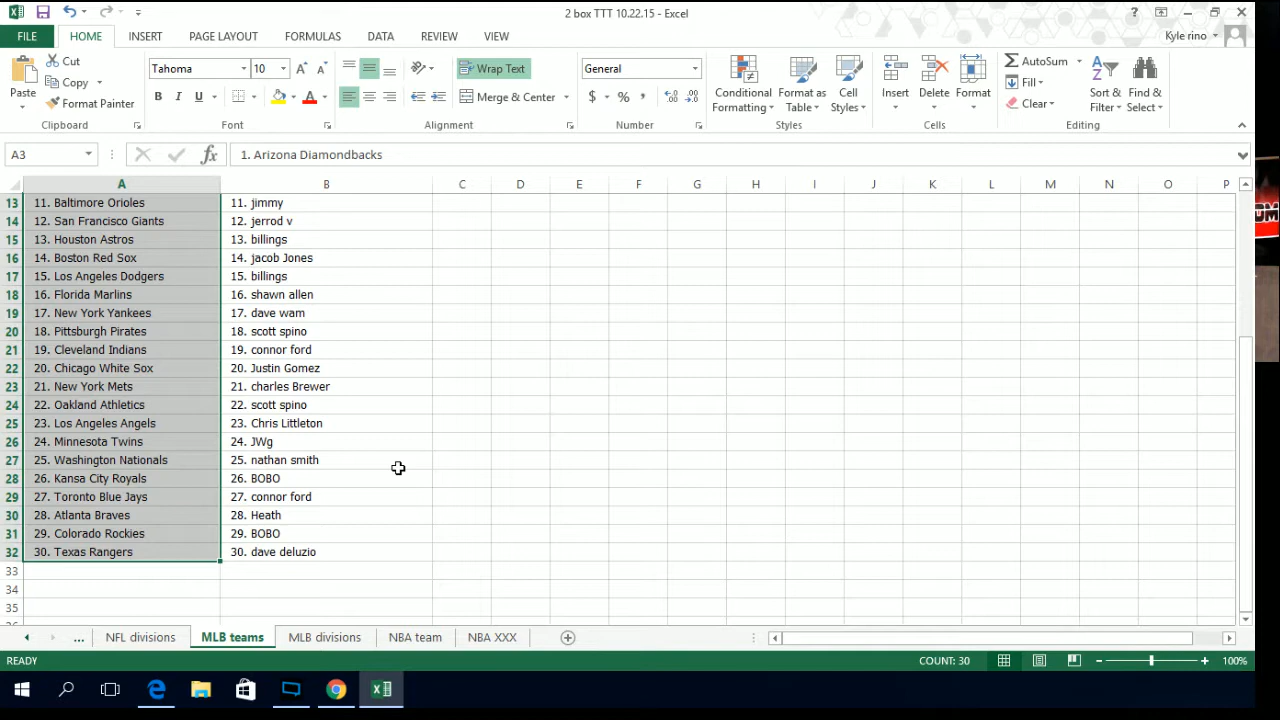 2 box TTT 10.22.15 - Excel
?
FILE HOME INSERT PAGE LAYOUT FORMULAS DATA REVIEW VIEW Kyle rino
Paste Cut Copy Format Painter
Clipboard
Tahoma 10
B I U A
Font
Wrap Text
Merge & Center
Alignment
General
$ % ,
Number
Conditional Formatting Format as Table Cell Styles
Styles
Insert Delete Format
Cells
AutoSum Fill Clear Sort & Filter Find & Select
Editing
A3 fx 1. Arizona Diamondbacks
A B C D E F G H I J K L M N O P
13 11. Baltimore Orioles 11. jimmy
14 12. San Francisco Giants 12. jerrod v
15 13. Houston Astros 13. billings
16 14. Boston Red Sox 14. jacob Jones
17 15. Los Angeles Dodgers 15. billings
18 16. Florida Marlins 16. shawn allen
19 17. New York Yankees 17. dave wam
20 18. Pittsburgh Pirates 18. scott spino
21 19. Cleveland Indians 19. connor ford
22 20. Chicago White Sox 20. Justin Gomez
23 21. New York Mets 21. charles Brewer
24 22. Oakland Athletics 22. scott spino
25 23. Los Angeles Angels 23. Chris Littleton
26 24. Minnesota Twins 24. JWg
27 25. Washington Nationals 25. nathan smith
28 26. Kansa City Royals 26. BOBO
29 27. Toronto Blue Jays 27. connor ford
30 28. Atlanta Braves 28. Heath
31 29. Colorado Rockies 29. BOBO
32 30. Texas Rangers 30. dave deluzio
33
34
35
... NFL divisions MLB teams MLB divisions NBA team NBA XXX
READY COUNT: 30 100%